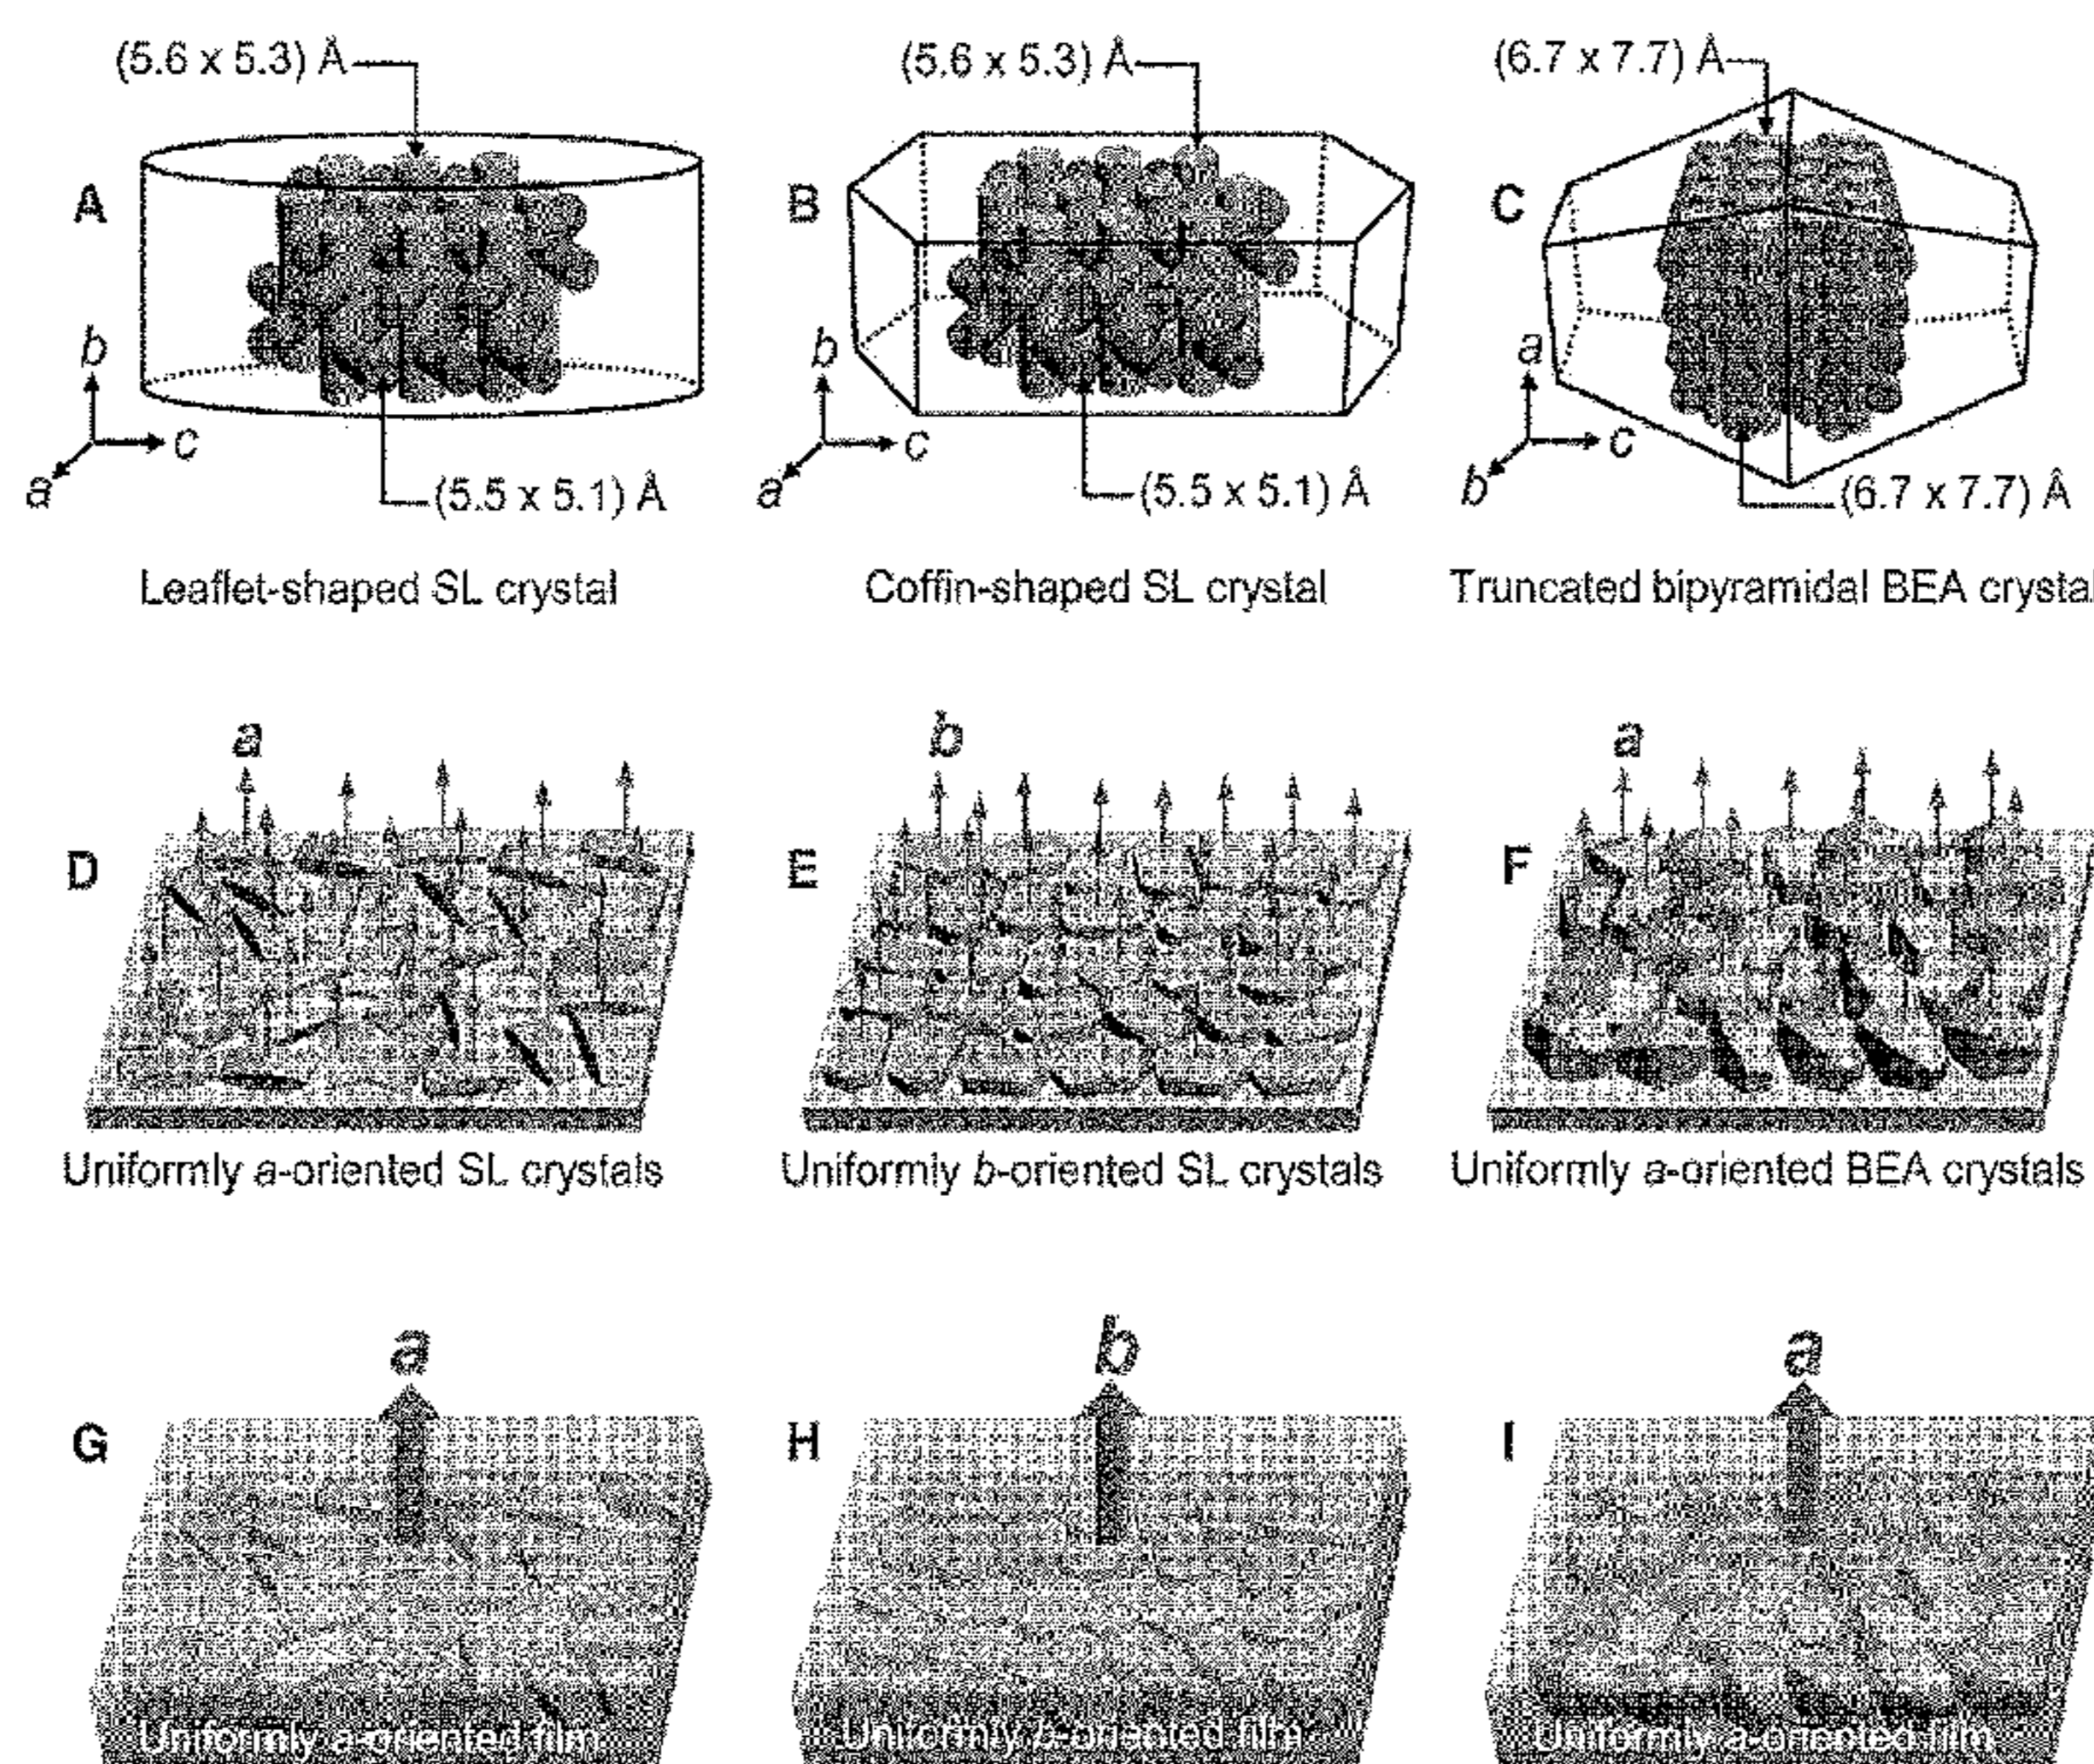 (5.6 x 5.3) Å
(5.6 x 5.3) Å
(6.7 x 7.7) Å
A
B
C
b
c
a
b
c
a
a
c
b
(5.5 x 5.1) Å
(5.5 x 5.1) Å
(6.7 x 7.7) Å
Leaflet-shaped SL crystal
Coffin-shaped SL crystal
Truncated bipyramidal BEA crystal
a
b
a
D
E
F
Uniformly a-oriented SL crystals
Uniformly b-oriented SL crystals
Uniformly a-oriented BEA crystals
a
b
a
G
H
I
Uniformly a-oriented film
Uniformly b-oriented film
Uniformly a-oriented film